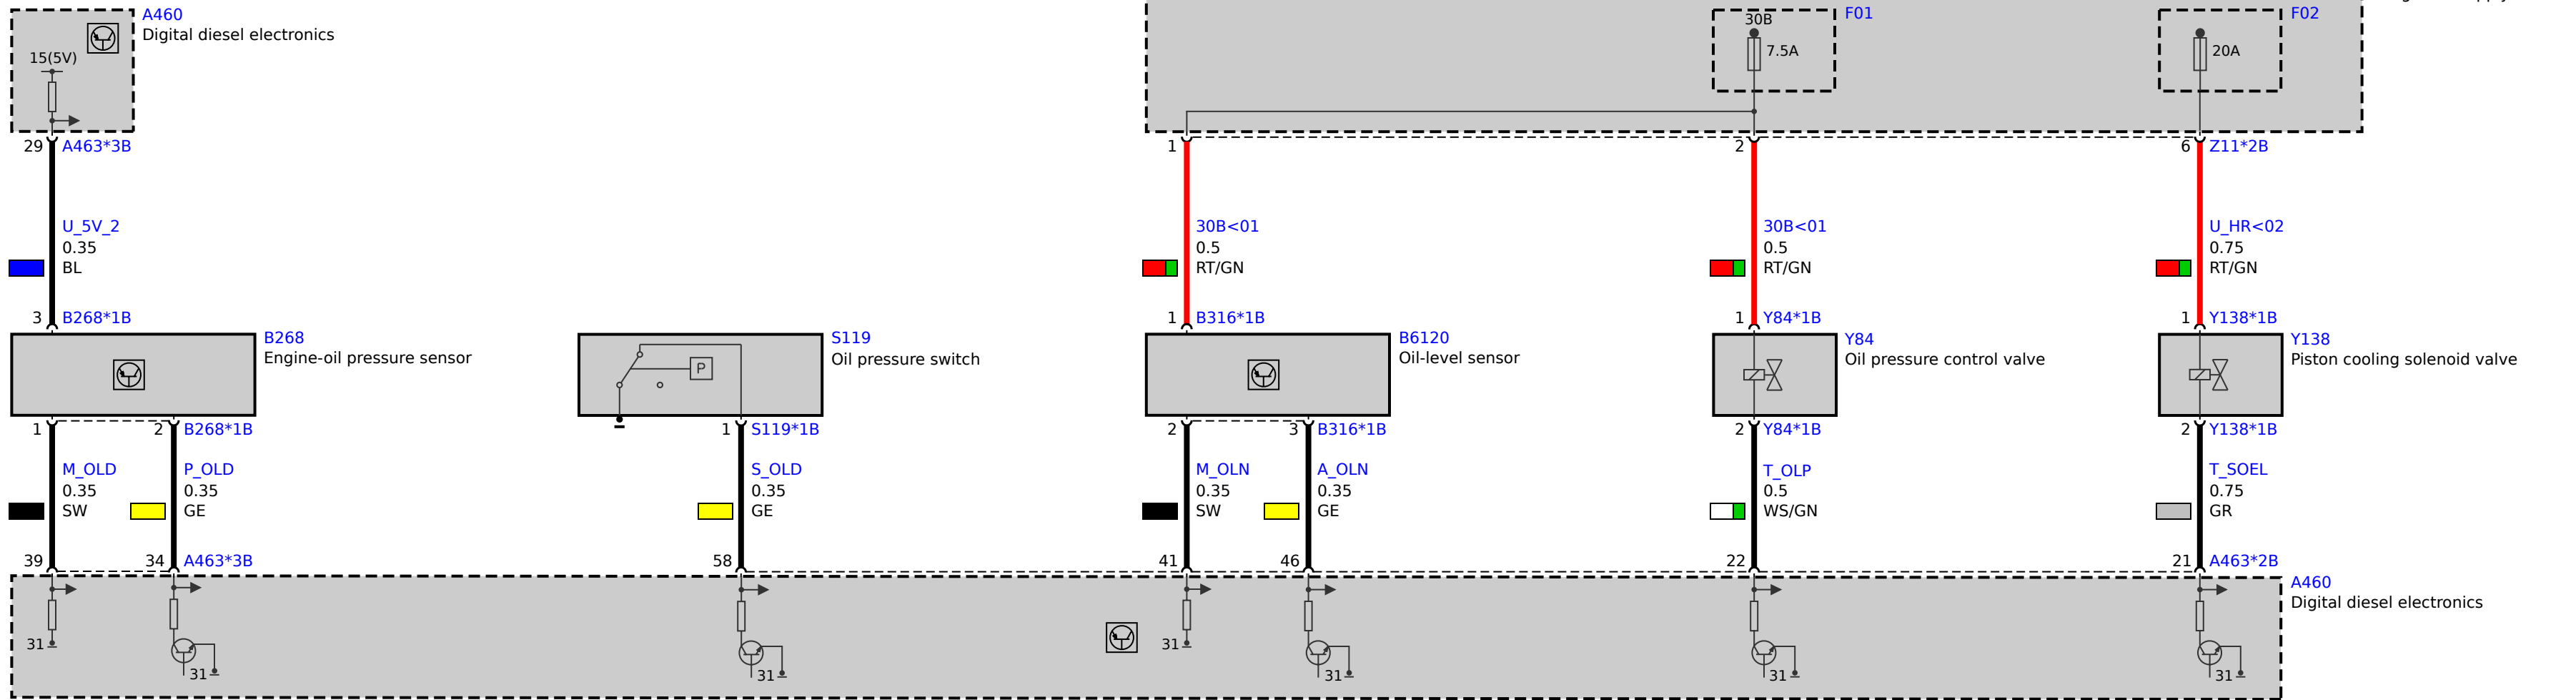 A460
Digital diesel electronics
15(5V)
30B
7.5A
F01
20A
F02
29
A463*3B
1
2
6
Z11*2B
U_5V_2
0.35
BL
30B<01
0.5
RT/GN
30B<01
0.5
RT/GN
U_HR<02
0.75
RT/GN
3
B268*1B
1
B316*1B
1
Y84*1B
1
Y138*1B
B268
Engine-oil pressure sensor
P
S119
Oil pressure switch
B6120
Oil-level sensor
Y84
Oil pressure control valve
Y138
Piston cooling solenoid valve
1
2
B268*1B
1
S119*1B
2
3
B316*1B
2
Y84*1B
2
Y138*1B
M_OLD
0.35
SW
P_OLD
0.35
GE
S_OLD
0.35
GE
M_OLN
0.35
SW
A_OLN
0.35
GE
T_OLP
0.5
WS/GN
T_SOEL
0.75
GR
39
34
A463*3B
58
41
46
22
21
A463*2B
A460
Digital diesel electronics
31
31
31
31
31
31
31